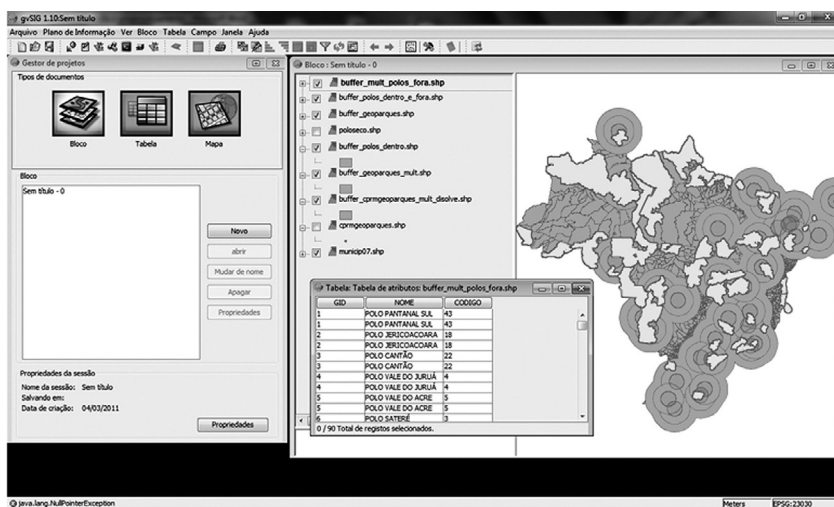 gvSIG 1.10:Sem título
Arquivo Plano de Informação Ver Bloco Tabela Campo Janela Ajuda
Gestor de projetos
Tipos de documentos
Bloco
Tabela
Mapa
Bloco
Sem título - 0
Novo
abrir
Mudar de nome
Apagar
Propriedades
Propriedades da sessão
Nome da sessão: Sem título
Salvando em:
Data de criação: 04/03/2011
Propriedades
Bloco : Sem título - 0
buffer_mult_polos_fora.shp
buffer_polos_dentro_e_fora.shp
buffer_geoparques.shp
poloseco.shp
buffer_polos_dentro.shp
buffer_geoparques_mult.shp
buffer_cprmgeoparques_mult_disolve.shp
cprmgeoparques.shp
municip07.shp
Tabela: Tabela de atributos: buffer_mult_polos_fora.shp
GID NOME CODIGO
1 POLO PANTANAL SUL 43
1 POLO PANTANAL SUL 43
2 POLO JERICOACOARA 18
2 POLO JERICOACOARA 18
3 POLO CANTÃO 22
3 POLO CANTÃO 22
4 POLO VALE DO JURUÁ 4
4 POLO VALE DO JURUÁ 4
5 POLO VALE DO ACRE 5
5 POLO VALE DO ACRE 5
6 POLO SATERÉ 3
0 / 90 Total de registos selecionados.
java.lang.NullPointerException
Meters EPSG:23030